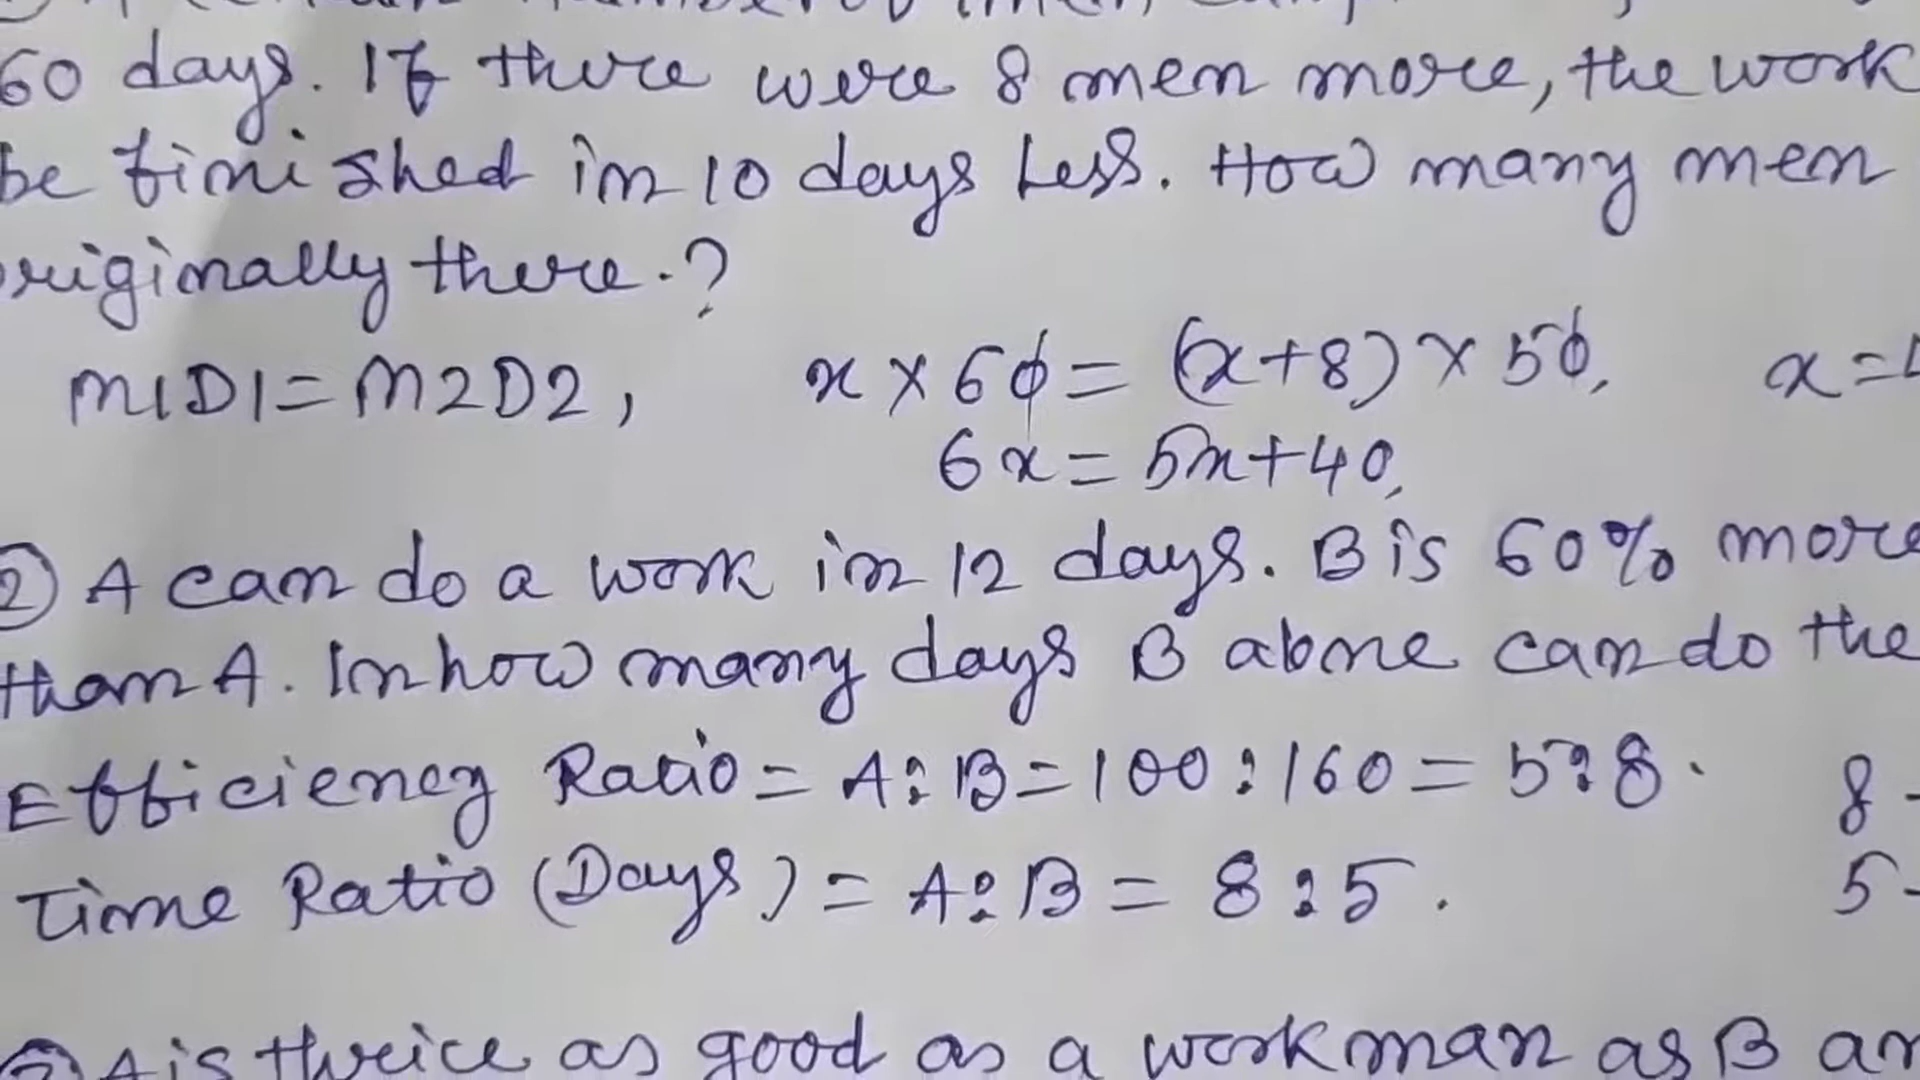 60 days. If there were 8 men more, the work
be finished in 10 days Less. How many men
riginally there.?
M1D1=M2D2, x×60=(x+8)×50, x=
6x=5x+40,
2) A can do a work in 12 days. B is 60% more
than A. In how many days B alone can do the
Efficiency Ratio=A:B=100:160=5:8. 8-
Time Ratio (Days)=A:B=8:5. 5-
A is thrice as good as a workman as B an